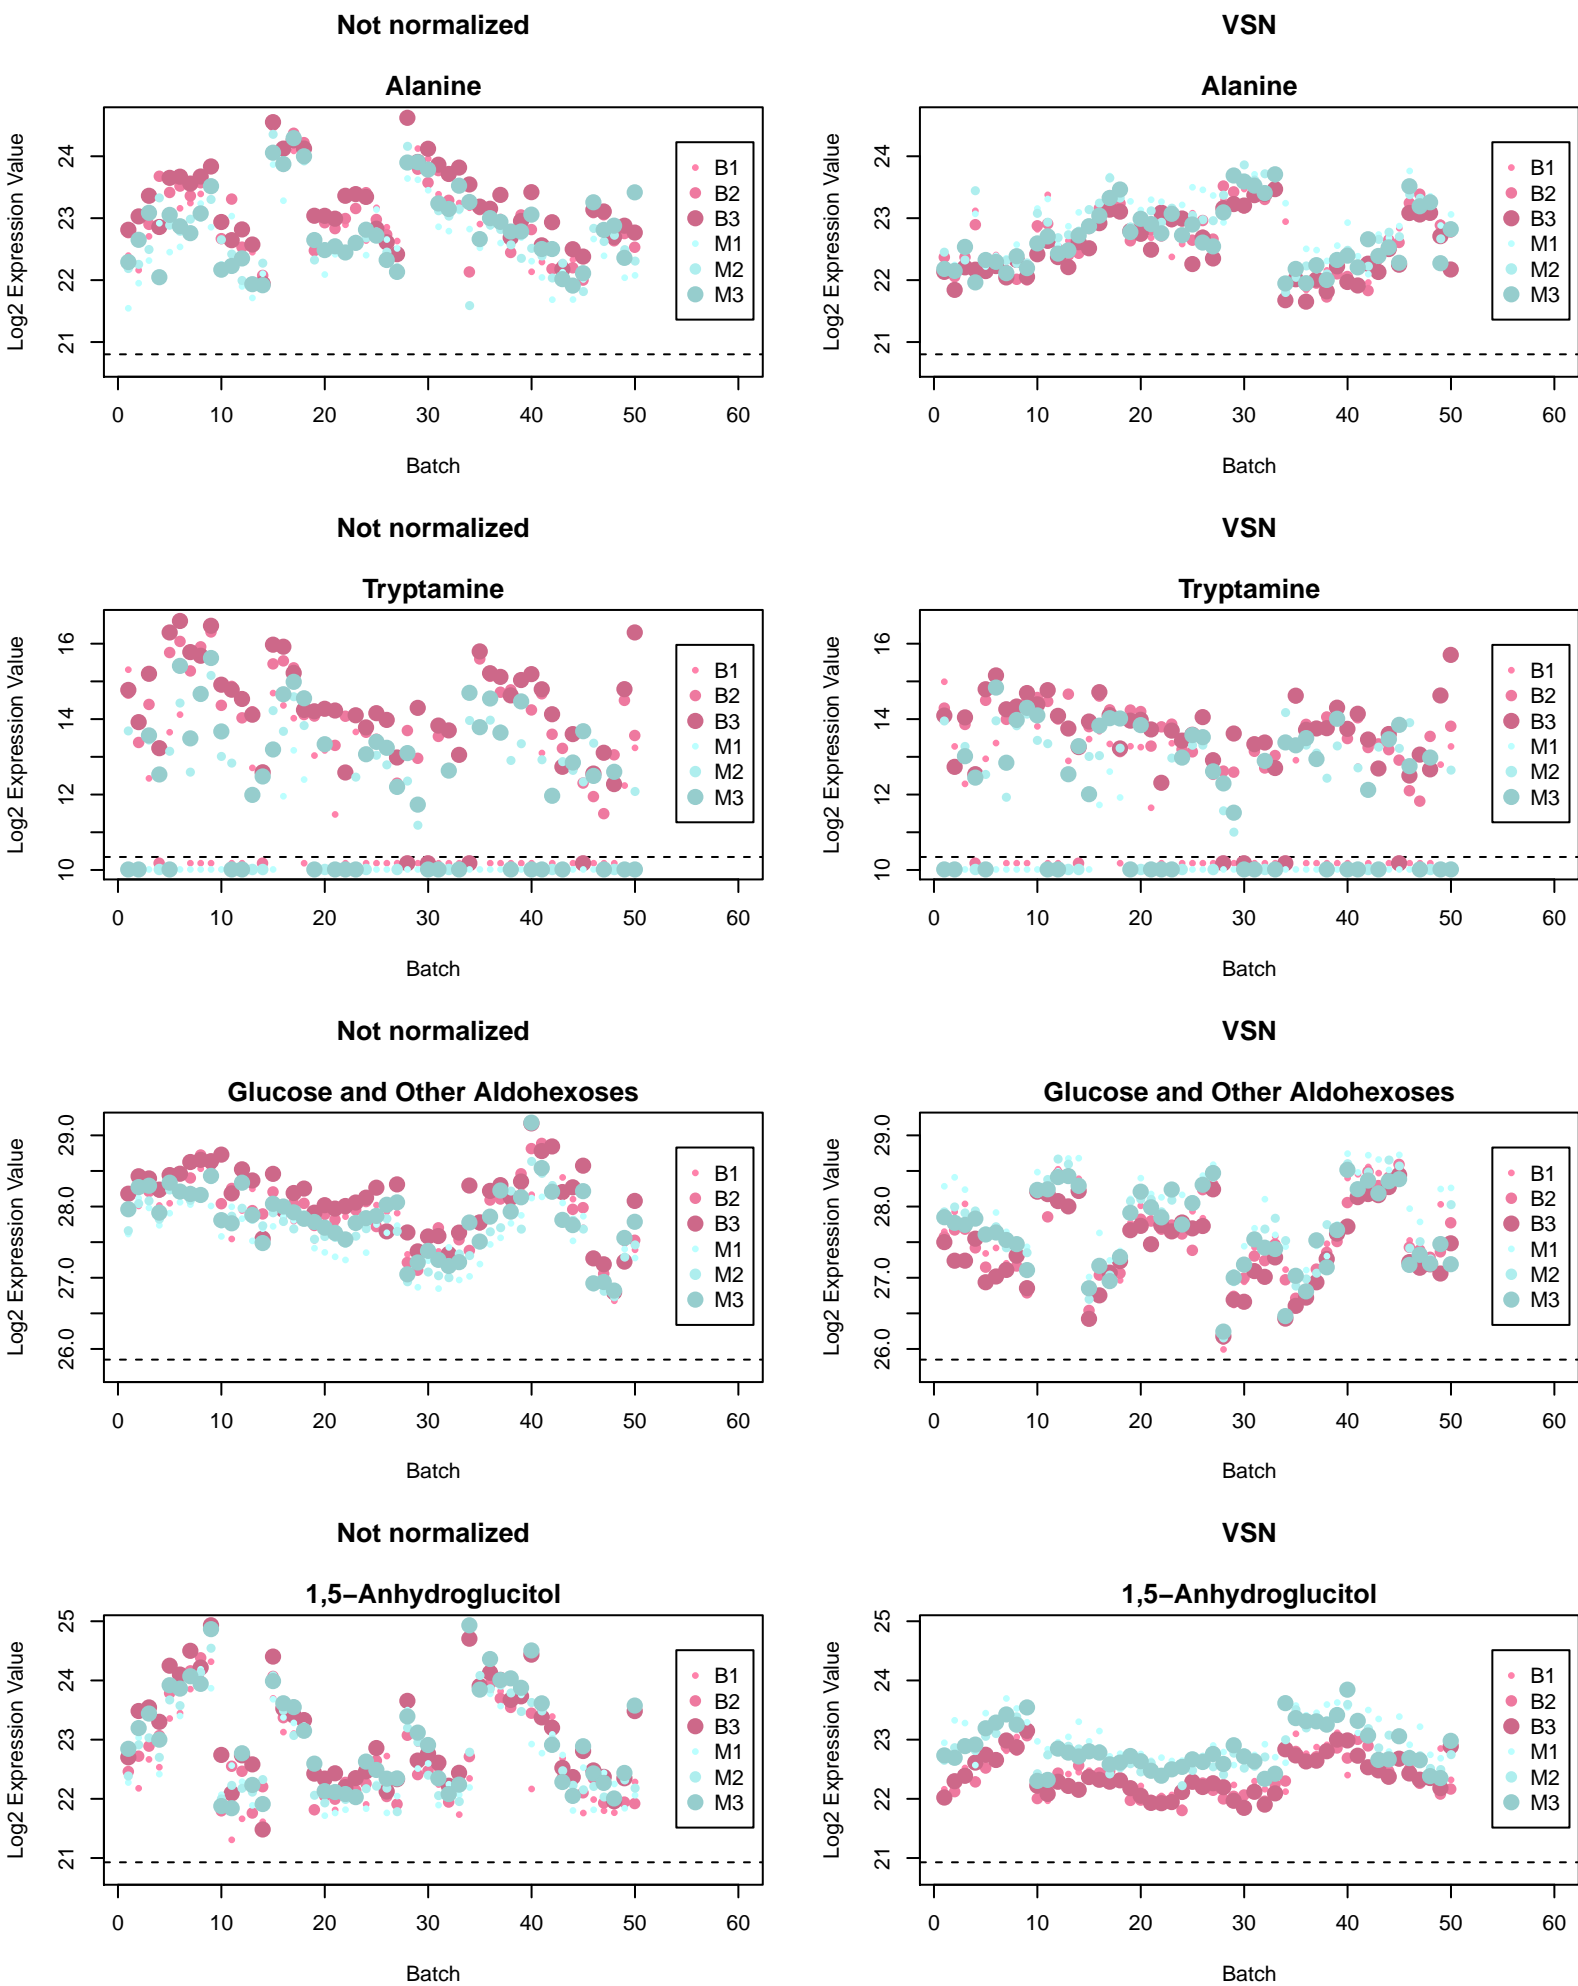 Not normalized
Alanine
Log2 Expression Value
24
23
22
21
B1
B2
B3
M1
M2
M3
0 10 20 30 40 50 60
Batch
VSN
Alanine
Log2 Expression Value
24
23
22
21
B1
B2
B3
M1
M2
M3
0 10 20 30 40 50 60
Batch
Not normalized
Tryptamine
Log2 Expression Value
16
14
12
10
B1
B2
B3
M1
M2
M3
0 10 20 30 40 50 60
Batch
VSN
Tryptamine
Log2 Expression Value
16
14
12
10
B1
B2
B3
M1
M2
M3
0 10 20 30 40 50 60
Batch
Not normalized
Glucose and Other Aldohexoses
Log2 Expression Value
29.0
28.0
27.0
26.0
B1
B2
B3
M1
M2
M3
0 10 20 30 40 50 60
Batch
VSN
Glucose and Other Aldohexoses
Log2 Expression Value
29.0
28.0
27.0
26.0
B1
B2
B3
M1
M2
M3
0 10 20 30 40 50 60
Batch
Not normalized
1,5−Anhydroglucitol
Log2 Expression Value
25
24
23
22
21
B1
B2
B3
M1
M2
M3
0 10 20 30 40 50 60
Batch
VSN
1,5−Anhydroglucitol
Log2 Expression Value
25
24
23
22
21
B1
B2
B3
M1
M2
M3
0 10 20 30 40 50 60
Batch